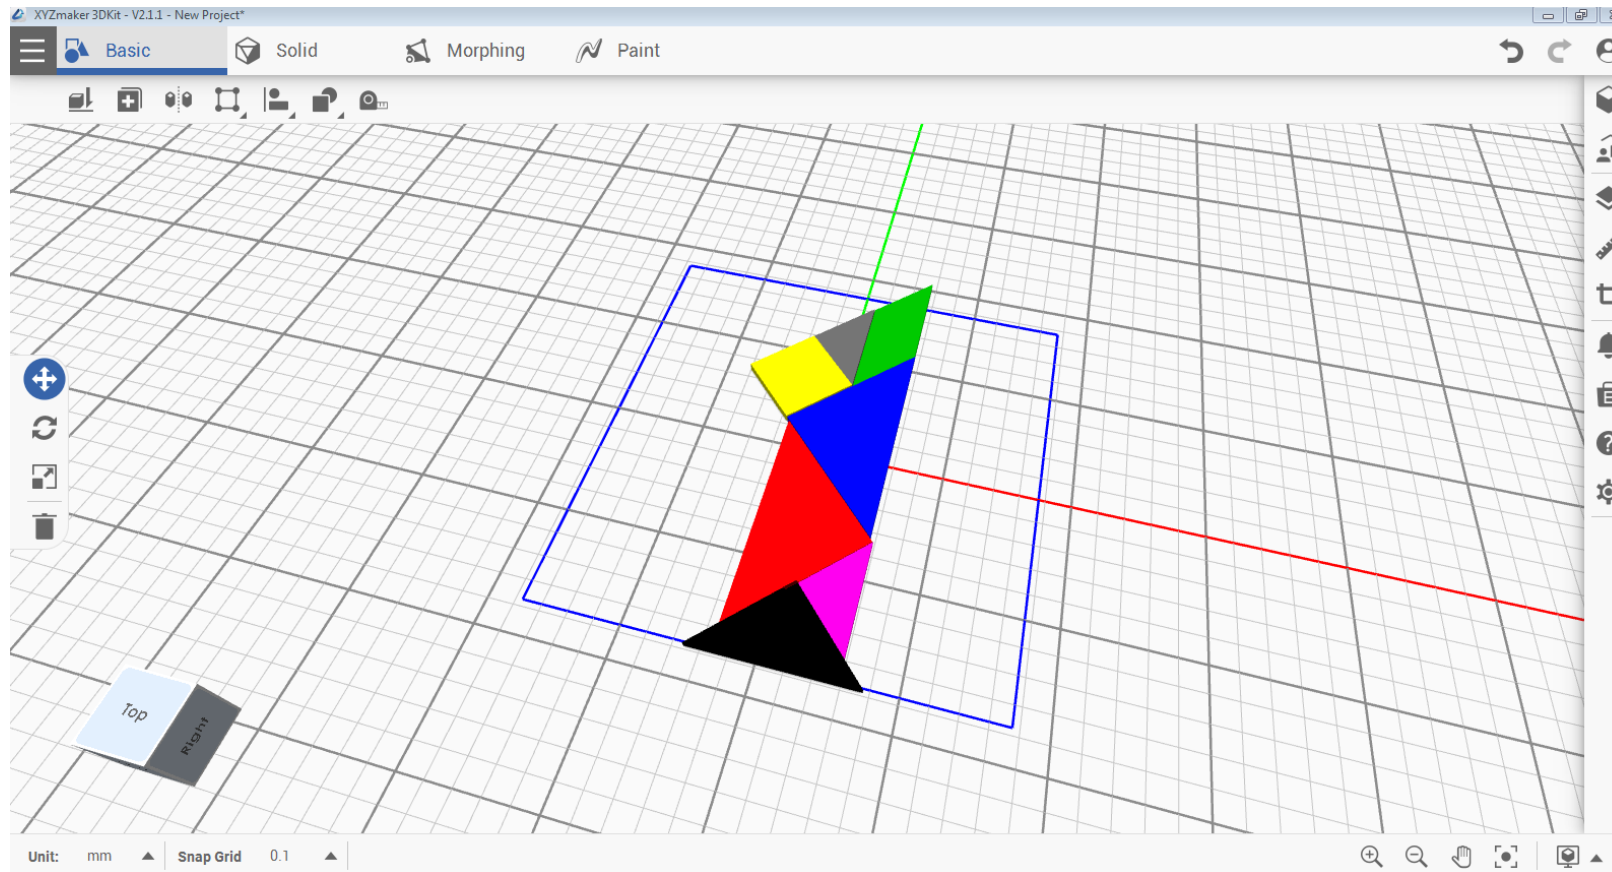 XYZmaker 3DKit - V2.1.1 - New Project*
Basic
Solid
Morphing
Paint
Top
Right
Unit: mm
Snap Grid 0.1